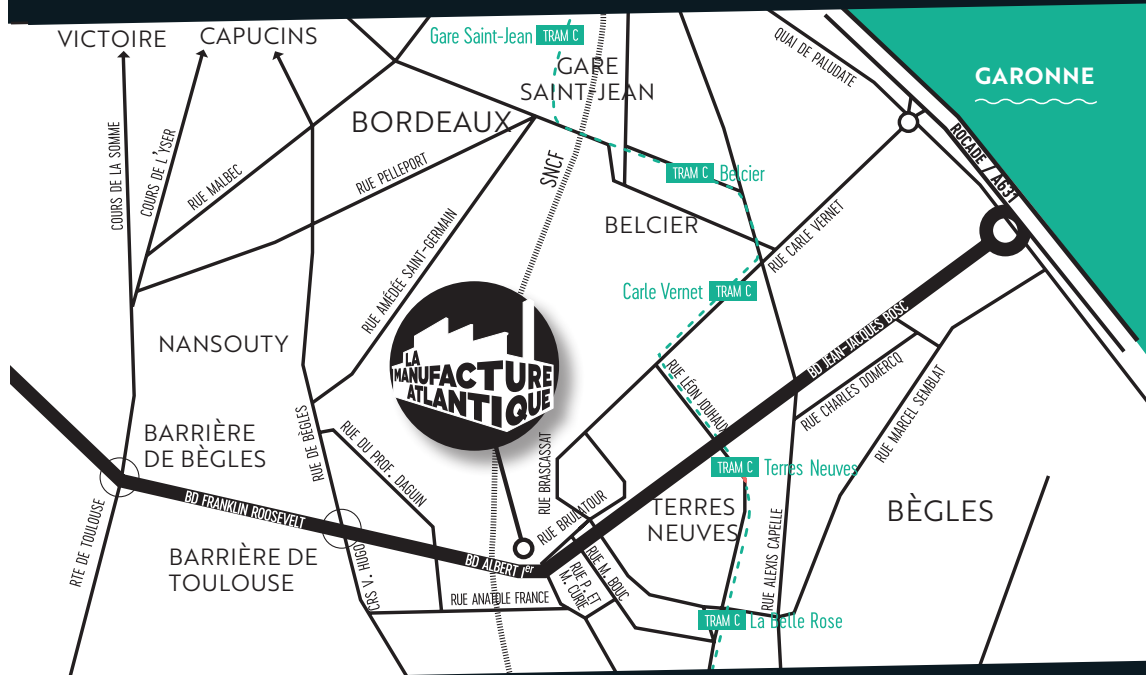 VICTOIRE
CAPUCINS
Gare Saint-Jean TRAM C
GARE
SAINT-JEAN
QUAI DE PALUDATE
GARONNE
BORDEAUX
ROCADE / A631
COURS DE LA SOMME
COURS DE L'YSER
RUE MALBEC
RUE PELLEPORT
SNCF
TRAM C Belcier
BELCIER
RUE CARLE VERNET
RUE AMÉDÉE SAINT-GERMAIN
Carle Vernet TRAM C
NANSOUTY
LA
MANUFACTURE
ATLANTIQUE
BD JEAN-JACQUES BOSC
RUE LÉON JOUHAUX
RUE CHARLES DOMERCQ
RUE MARCEL SEMBLAT
BARRIÈRE
DE BÈGLES
RUE DE BÈGLES
RUE DU PROF. DAGUIN
RUE BRASCASSAT
TRAM C Terres Neuves
BD FRANKLIN ROOSEVELT
RTE DE TOULOUSE
RUE BRULATOUR
TERRES
NEUVES
BÈGLES
BARRIÈRE DE
TOULOUSE
CRS V. HUGO
BD ALBERT Ier
RUE P. ET
M. CURIE
RUE M. BOUC
RUE ALEXIS CAPELLE
RUE ANATOLE FRANCE
TRAM C La Belle Rose